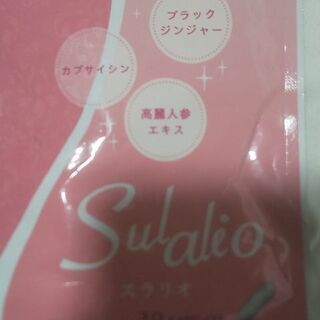 ブラック
ジンジャー
カプサイシン
高麗人参
エキス
Sulalio
スラリオ